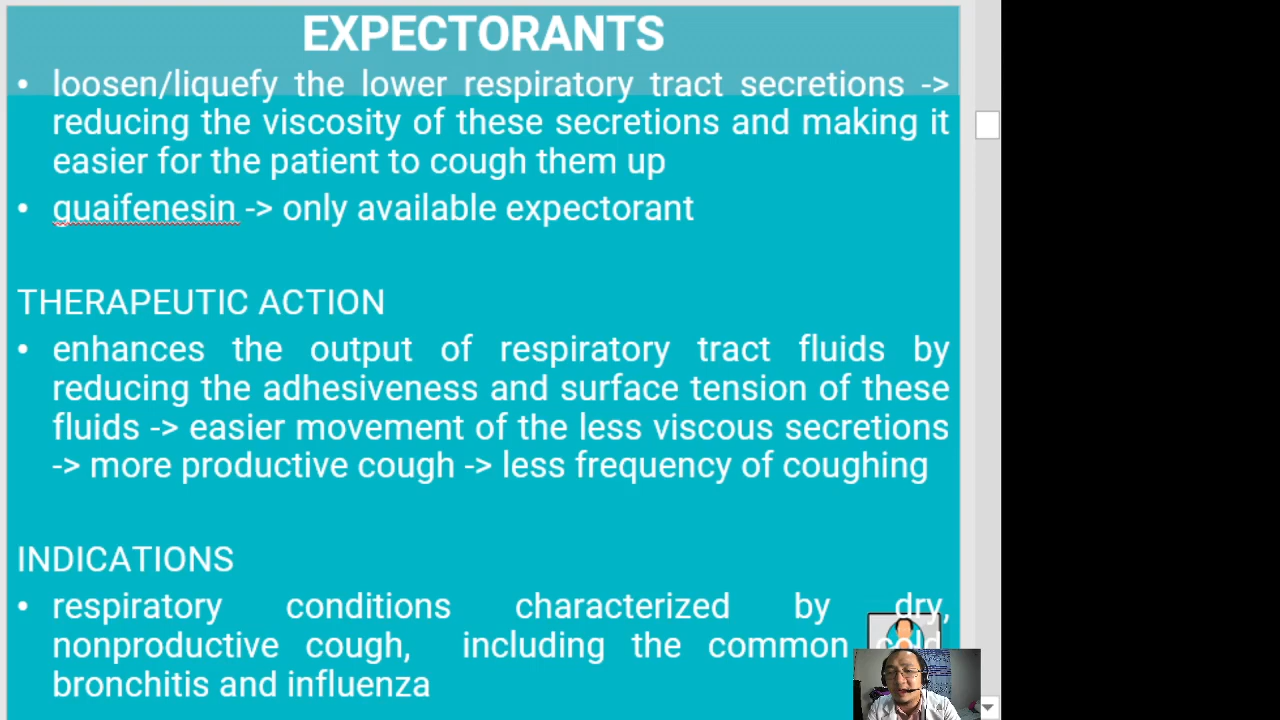 EXPECTORANTS
• loosen/liquefy the lower respiratory tract secretions ->
reducing the viscosity of these secretions and making it
easier for the patient to cough them up
• guaifenesin -> only available expectorant
THERAPEUTIC ACTION
• enhances the output of respiratory tract fluids by
reducing the adhesiveness and surface tension of these
fluids -> easier movement of the less viscous secretions
-> more productive cough -> less frequency of coughing
INDICATIONS
• respiratory conditions characterized by dry,
nonproductive cough, including the common cold,
bronchitis and influenza